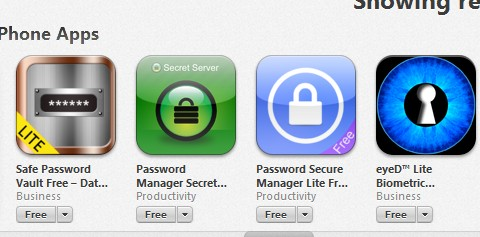 Showing re
Phone Apps
Secret Server
******
LITE
Free
Safe Password
Vault Free – Dat...
Business
Free
Password
Manager Secret...
Productivity
Free
Password Secure
Manager Lite Fr...
Productivity
Free
eyeD™ Lite
Biometric...
Business
Free